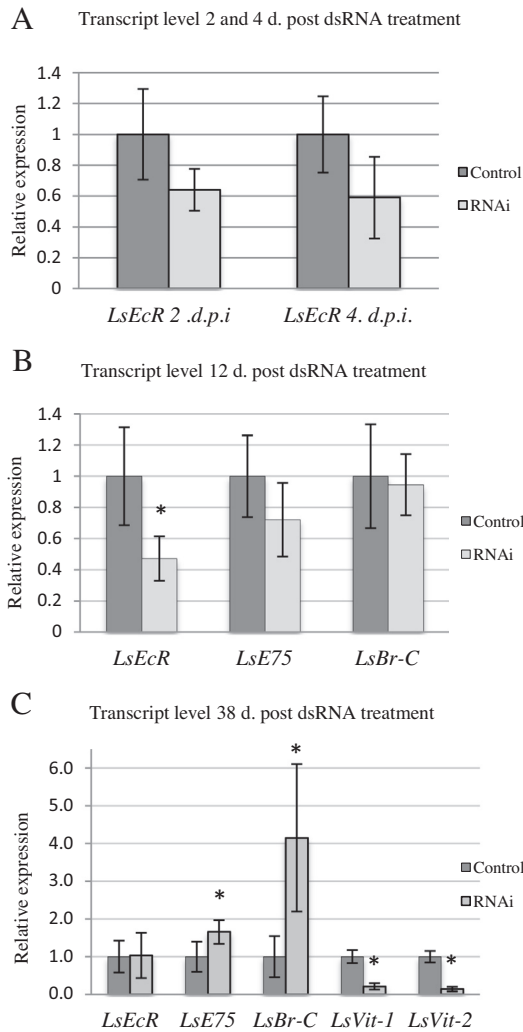 A
Transcript level 2 and 4 d. post dsRNA treatment
Relative expression
1.4
1.2
1
0.8
0.6
0.4
0.2
0
Control
RNAi
LsEcR 2 .d.p.i
LsEcR 4. d.p.i.
B
Transcript level 12 d. post dsRNA treatment
Relative expression
1.4
1.2
1
0.8
0.6
0.4
0.2
0
*
Control
RNAi
LsEcR
LsE75
LsBr-C
C
Transcript level 38 d. post dsRNA treatment
Relative expression
6.0
5.0
4.0
3.0
2.0
1.0
0.0
*
*
*
*
Control
RNAi
LsEcR
LsE75
LsBr-C
LsVit-1
LsVit-2